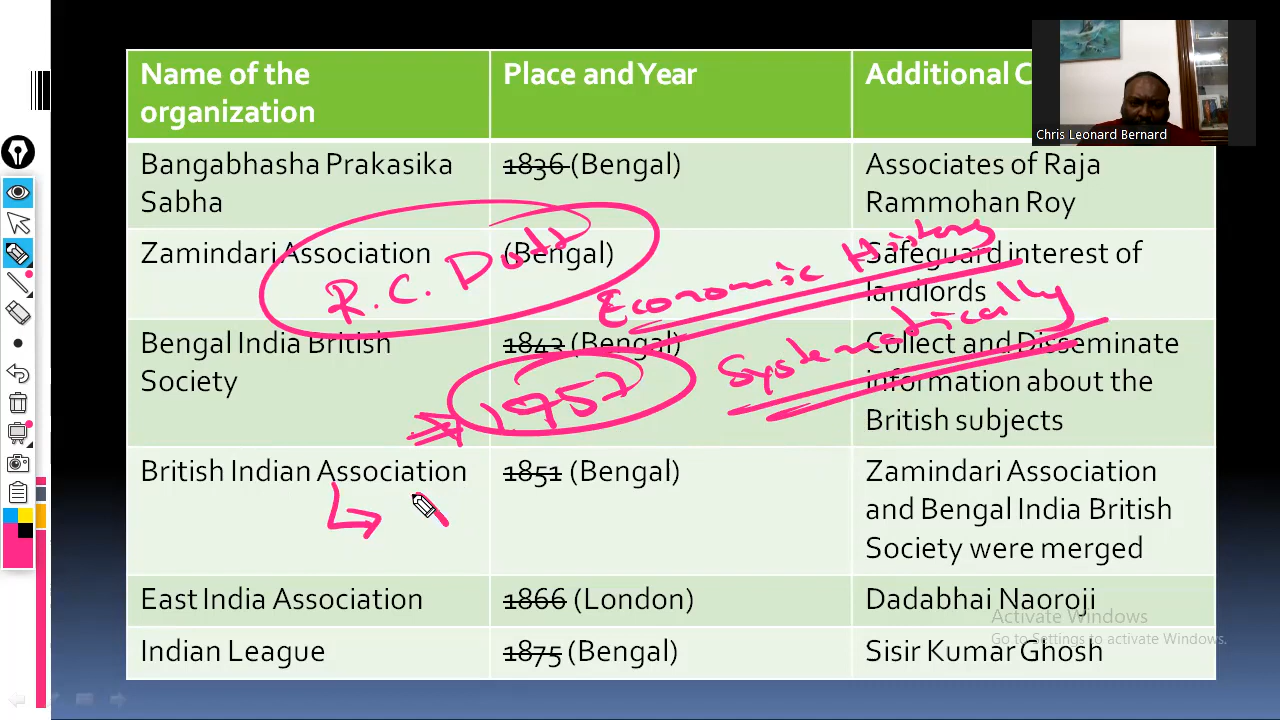 Name of the
organization
Place and Year
Additional C
Chris Leonard Bernard
Bangabhasha Prakasika
Sabha
1836 (Bengal)
Associates of Raja
Rammohan Roy
Zamindari Association
(Bengal)
Safeguard interest of
landlords
R.C. Dutt
Economic History
Systematically
Bengal India British
Society
1843 (Bengal)
Collect and Disseminate
information about the
British subjects
1957
British Indian Association
1851 (Bengal)
Zamindari Association
and Bengal India British
Society were merged
East India Association
1866 (London)
Dadabhai Naoroji
Indian League
1875 (Bengal)
Sisir Kumar Ghosh
Activate Windows
Go to Settings to activate Windows.